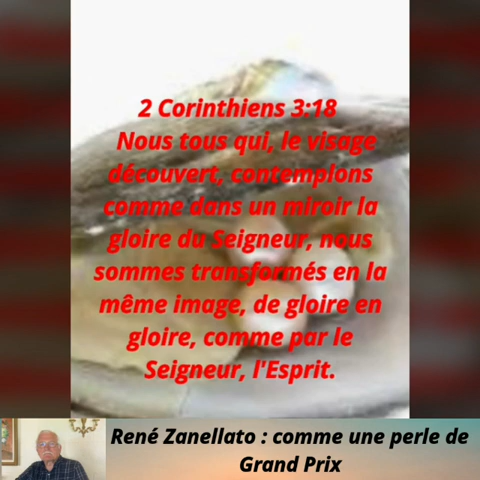 2 Corinthiens 3:18
Nous tous qui, le visage
découvert, contemplons
comme dans un miroir la
gloire du Seigneur, nous
sommes transformés en la
même image, de gloire en
gloire, comme par le
Seigneur, l'Esprit.
René Zanellato : comme une perle de
Grand Prix